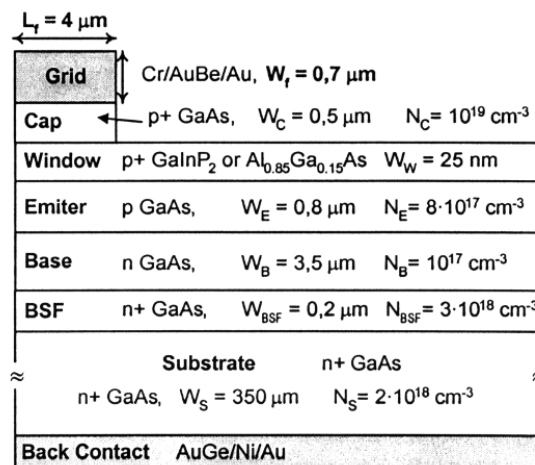 L_f = 4 μm
Grid Cr/AuBe/Au, W_f = 0,7 μm
Cap p+ GaAs, W_C = 0,5 μm N_C = 10^19 cm^-3
Window p+ GaInP_2 or Al_0.85Ga_0.15As W_W = 25 nm
Emiter p GaAs, W_E = 0,8 μm N_E = 8·10^17 cm^-3
Base n GaAs, W_B = 3,5 μm N_B = 10^17 cm^-3
BSF n+ GaAs, W_BSF = 0,2 μm N_BSF = 3·10^18 cm^-3
Substrate n+ GaAs
≈ ≈
n+ GaAs, W_S = 350 μm N_S = 2·10^18 cm^-3
Back Contact AuGe/Ni/Au